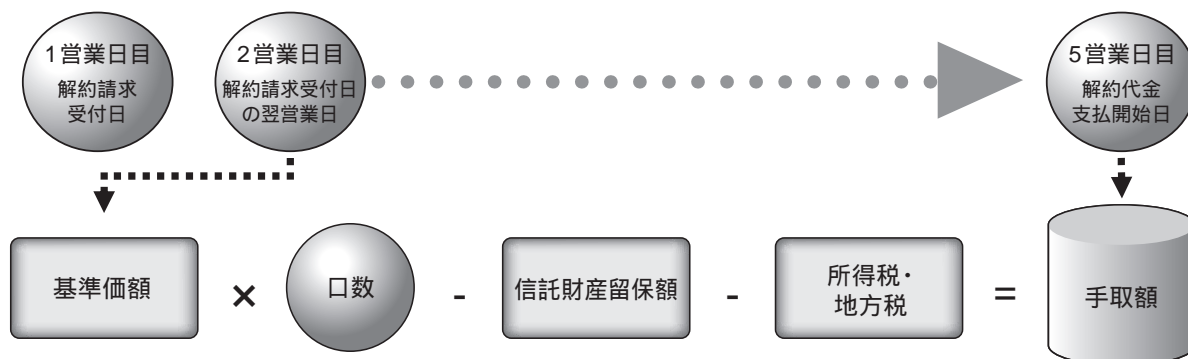 1営業日目
解約請求
受付日
2営業日目
解約請求受付日
の翌営業日
5営業日目
解約代金
支払開始日
基準価額
×
口数
-
信託財産留保額
-
所得税・
地方税
=
手取額